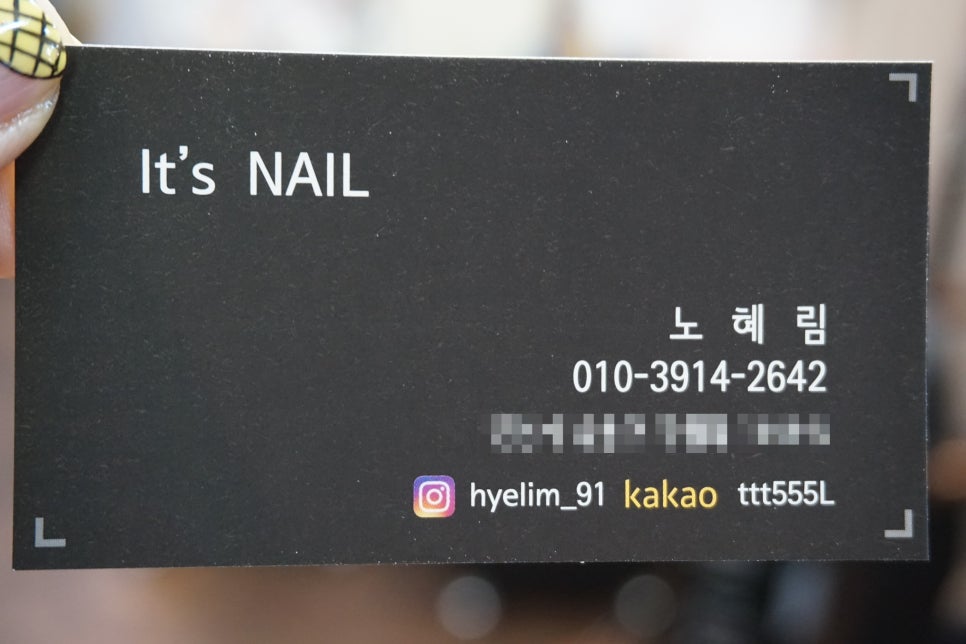 It's NAIL
노 혜 림
010-3914-2642
hyelim_91 kakao ttt555L